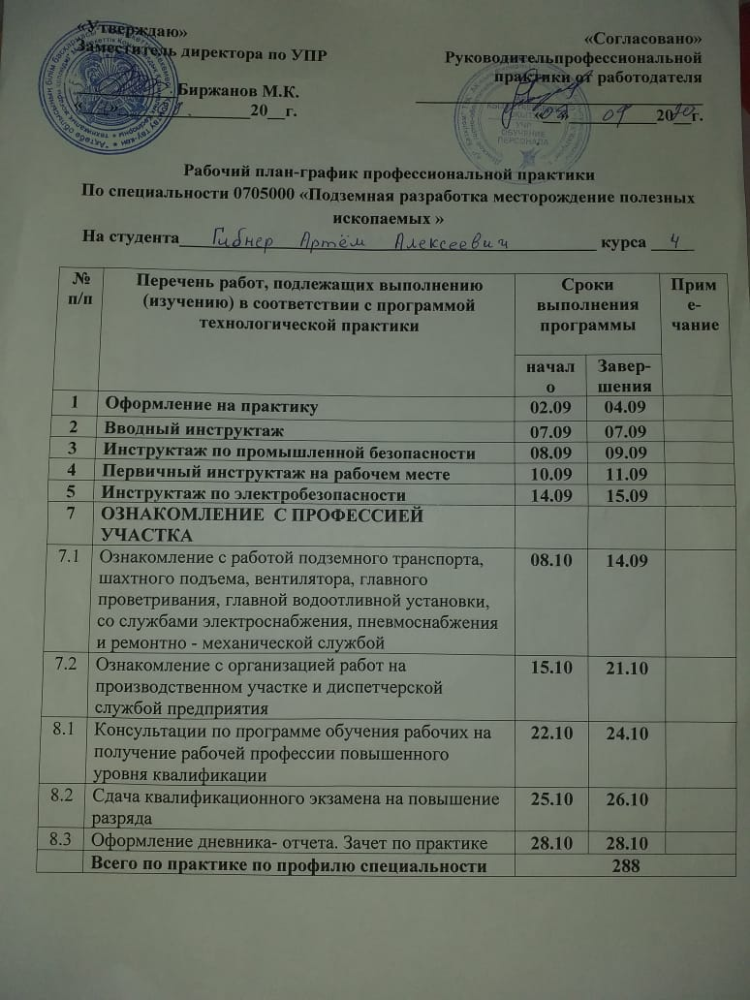 «Утверждаю»
Заместитель директора по УПР
Биржанов М.К.
«Согласовано»
Руководительпрофессиональной
практики от работодателя
20__г.
«02» 09 2020г.
КЫЗМЕТКЕРЛЕРДІ
ОҚЫТУ
УЧР
ОБУЧЕНИЕ
ПЕРСОНАЛА
Рабочий план-график профессиональной практики
По специальности 0705000 «Подземная разработка месторождение полезных
ископаемых »
На студента Гибнер Артём Алексеевич курса 4
№
п/п
Перечень работ, подлежащих выполнению
(изучению) в соответствии с программой
технологической практики
Сроки
выполнения
программы
Прим
е-
чание
начал
о
Завер-
шения
1 Оформление на практику 02.09 04.09
2 Вводный инструктаж 07.09 07.09
3 Инструктаж по промышленной безопасности 08.09 09.09
4 Первичный инструктаж на рабочем месте 10.09 11.09
5 Инструктаж по электробезопасности 14.09 15.09
7 ОЗНАКОМЛЕНИЕ С ПРОФЕССИЕЙ
УЧАСТКА
7.1 Ознакомление с работой подземного транспорта, 08.10 14.09
шахтного подъема, вентилятора, главного
проветривания, главной водоотливной установки,
со службами электроснабжения, пневмоснабжения
и ремонтно - механической службой
7.2 Ознакомление с организацией работ на 15.10 21.10
производственном участке и диспетчерской
службой предприятия
8.1 Консультации по программе обучения рабочих на 22.10 24.10
получение рабочей профессии повышенного
уровня квалификации
8.2 Сдача квалификационного экзамена на повышение 25.10 26.10
разряда
8.3 Оформление дневника- отчета. Зачет по практике 28.10 28.10
Всего по практике по профилю специальности 288